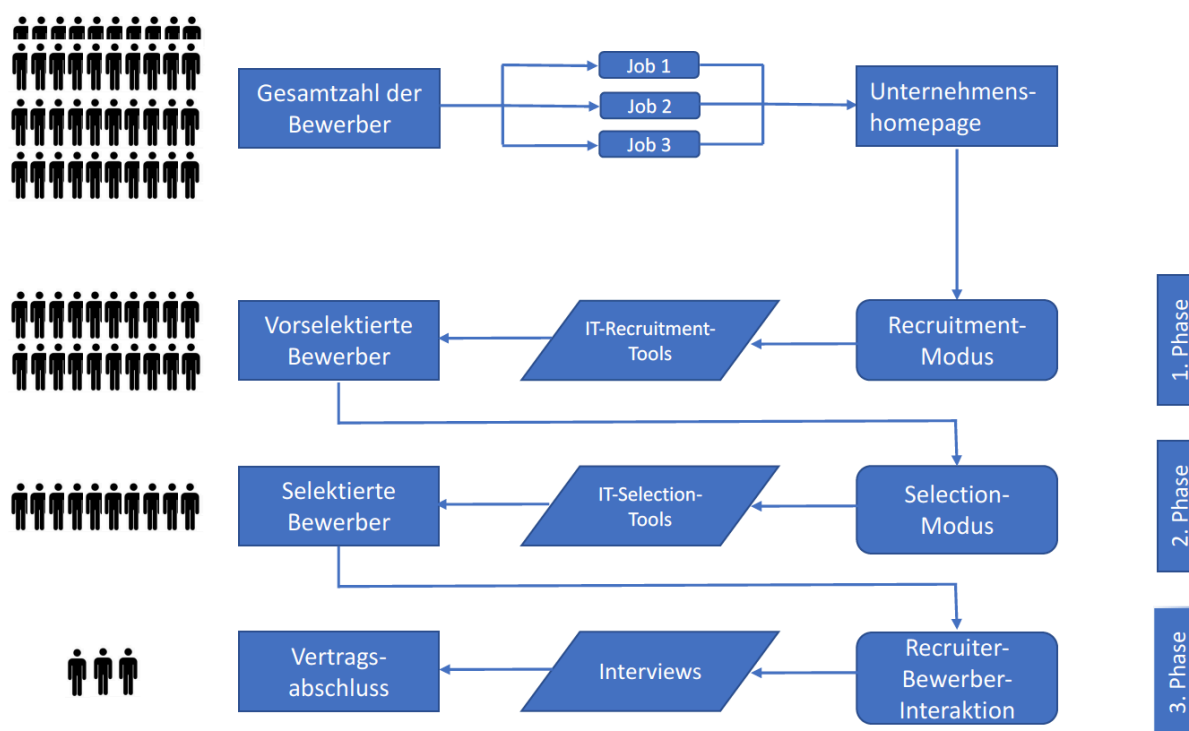 Gesamtzahl der
Bewerber
Job 1
Job 2
Job 3
Unternehmens-
homepage
Vorselektierte
Bewerber
IT-Recruitment-
Tools
Recruitment-
Modus
1. Phase
Selektierte
Bewerber
IT-Selection-
Tools
Selection-
Modus
2. Phase
Vertrags-
abschluss
Interviews
Recruiter-
Bewerber-
Interaktion
3. Phase